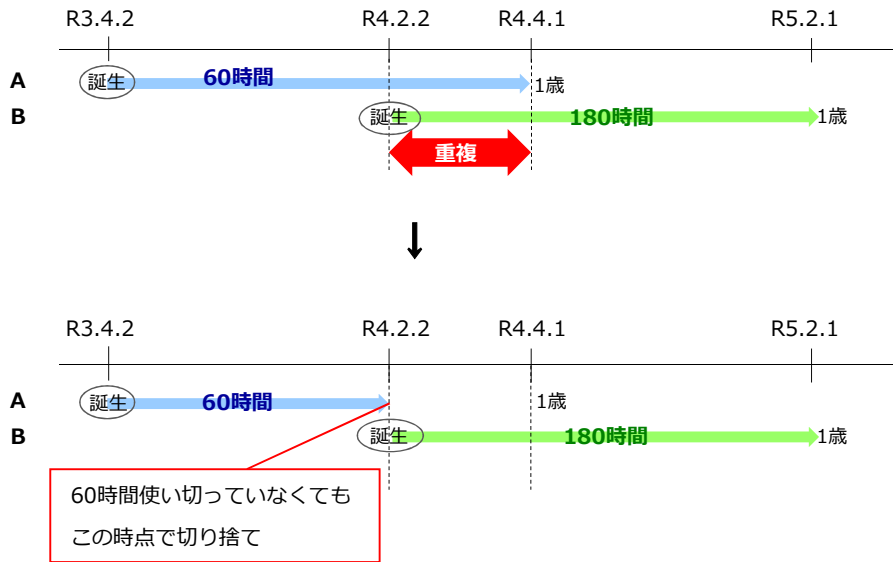 R3.4.2 R4.2.2 R4.4.1 R5.2.1
A 誕生 60時間 1歳
B 誕生 180時間 1歳
重複
↓
R3.4.2 R4.2.2 R4.4.1 R5.2.1
A 誕生 60時間 1歳
B 誕生 180時間 1歳
60時間使い切っていなくても
この時点で切り捨て